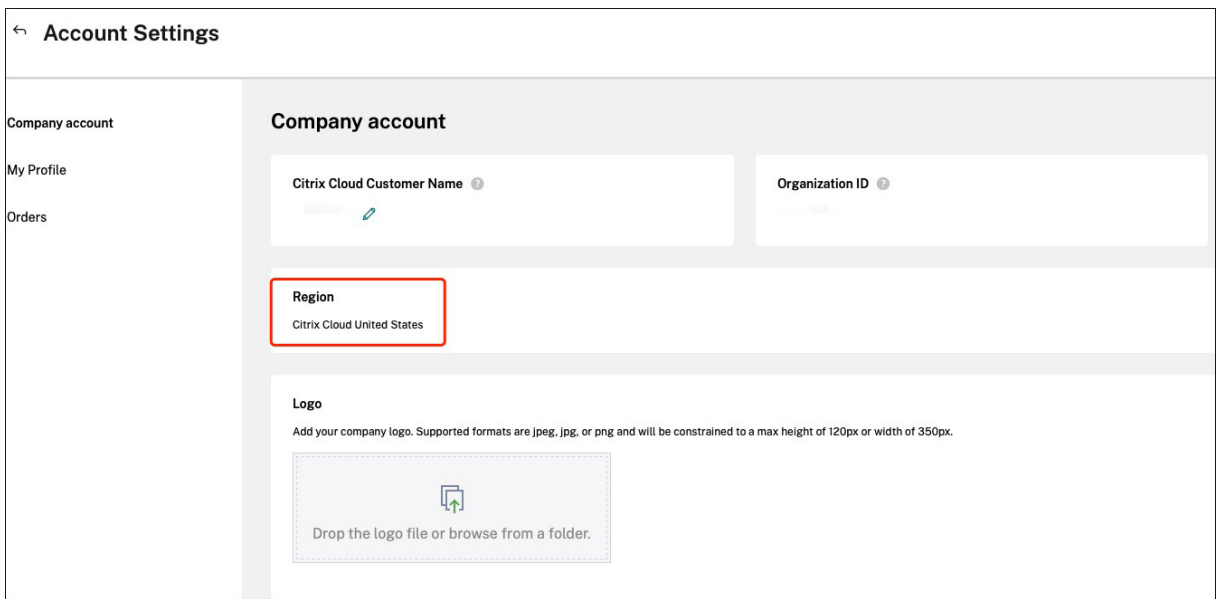 Account Settings
Company account
My Profile
Orders
Company account
Citrix Cloud Customer Name ?
Organization ID ?
Region
Citrix Cloud United States
Logo
Add your company logo. Supported formats are jpeg, jpg, or png and will be constrained to a max height of 120px or width of 350px.
Drop the logo file or browse from a folder.